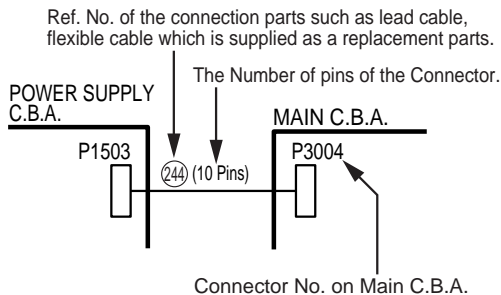 Ref. No. of the connection parts such as lead cable,
flexible cable which is supplied as a replacement parts.
The Number of pins of the Connector.
POWER SUPPLY
C.B.A.
MAIN C.B.A.
P1503
244 (10 Pins)
P3004
Connector No. on Main C.B.A.